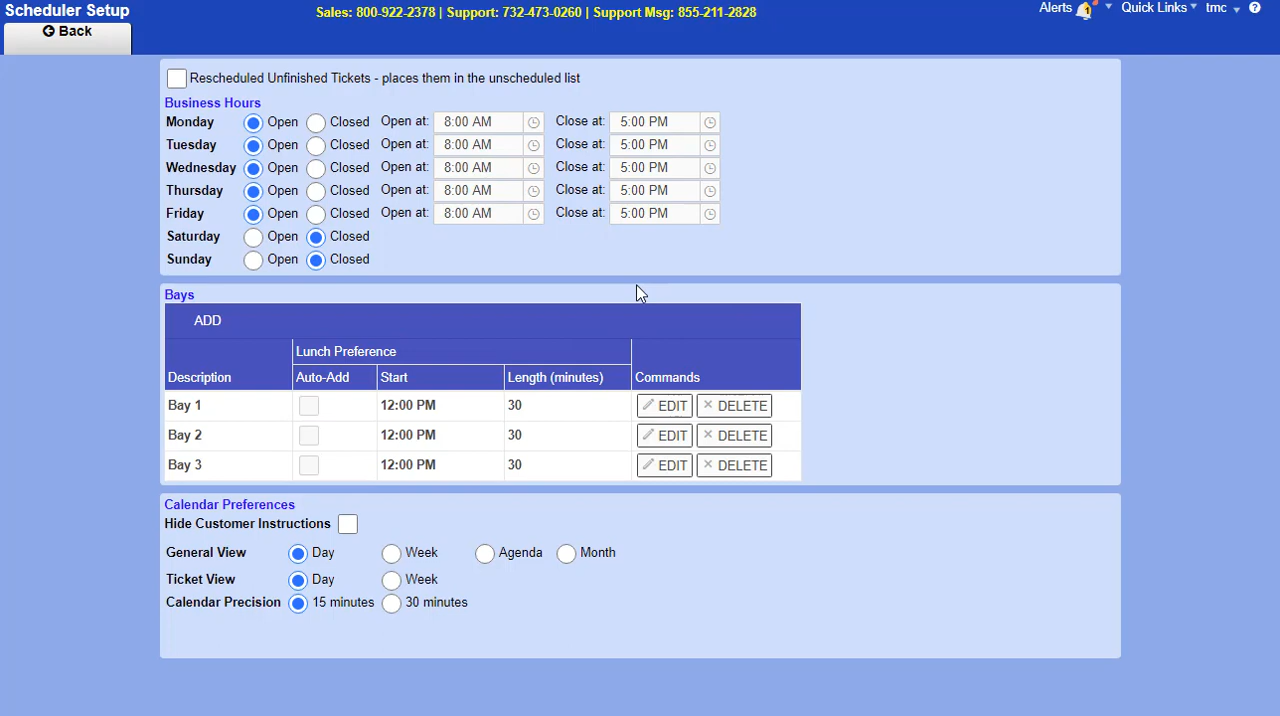 Scheduler Setup
Sales: 800-922-2378 | Support: 732-473-0260 | Support Msg: 855-211-2828
Alerts 1 Quick Links tmc ?
Back
Rescheduled Unfinished Tickets - places them in the unscheduled list
Business Hours
Monday Open Closed Open at: 8:00 AM Close at: 5:00 PM
Tuesday Open Closed Open at: 8:00 AM Close at: 5:00 PM
Wednesday Open Closed Open at: 8:00 AM Close at: 5:00 PM
Thursday Open Closed Open at: 8:00 AM Close at: 5:00 PM
Friday Open Closed Open at: 8:00 AM Close at: 5:00 PM
Saturday Open Closed
Sunday Open Closed
Bays
ADD
Lunch Preference
Description Auto-Add Start Length (minutes) Commands
Bay 1 12:00 PM 30 EDIT DELETE
Bay 2 12:00 PM 30 EDIT DELETE
Bay 3 12:00 PM 30 EDIT DELETE
Calendar Preferences
Hide Customer Instructions
General View Day Week Agenda Month
Ticket View Day Week
Calendar Precision 15 minutes 30 minutes